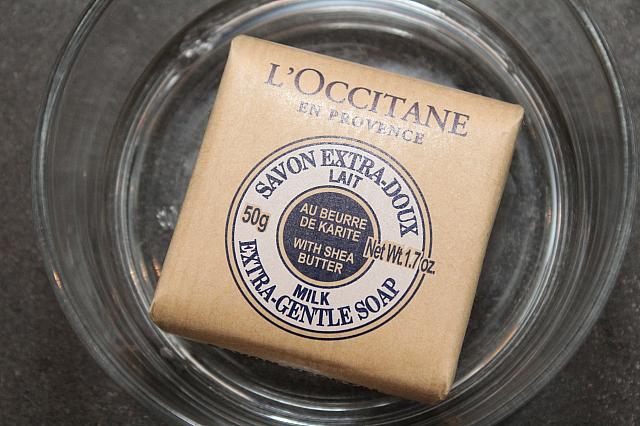 L'OCCITANE
EN PROVENCE
SAVON EXTRA-DOUX
LAIT
50g
AU BEURRE
DE KARITE
WITH SHEA
BUTTER
Net Wt.1.7 oz.
MILK
EXTRA-GENTLE SOAP